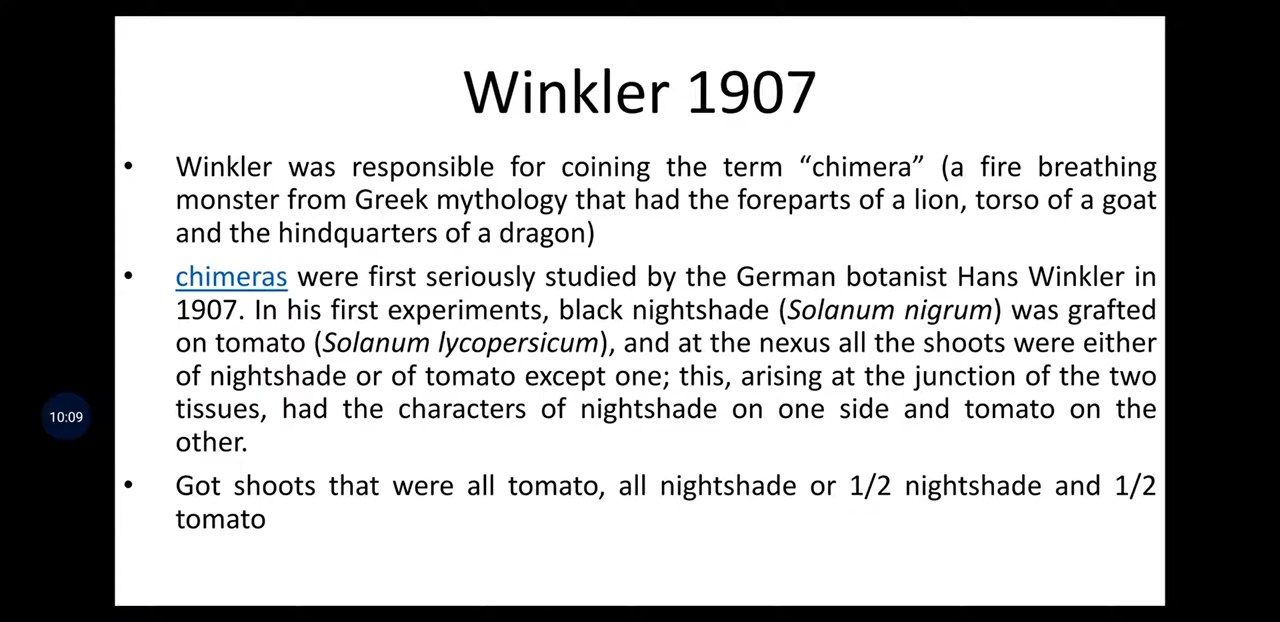 Winkler 1907
• Winkler was responsible for coining the term “chimera” (a fire breathing
monster from Greek mythology that had the foreparts of a lion, torso of a goat
and the hindquarters of a dragon)
• chimeras were first seriously studied by the German botanist Hans Winkler in
1907. In his first experiments, black nightshade (Solanum nigrum) was grafted
on tomato (Solanum lycopersicum), and at the nexus all the shoots were either
of nightshade or of tomato except one; this, arising at the junction of the two
10:09
tissues, had the characters of nightshade on one side and tomato on the
other.
• Got shoots that were all tomato, all nightshade or 1/2 nightshade and 1/2
tomato